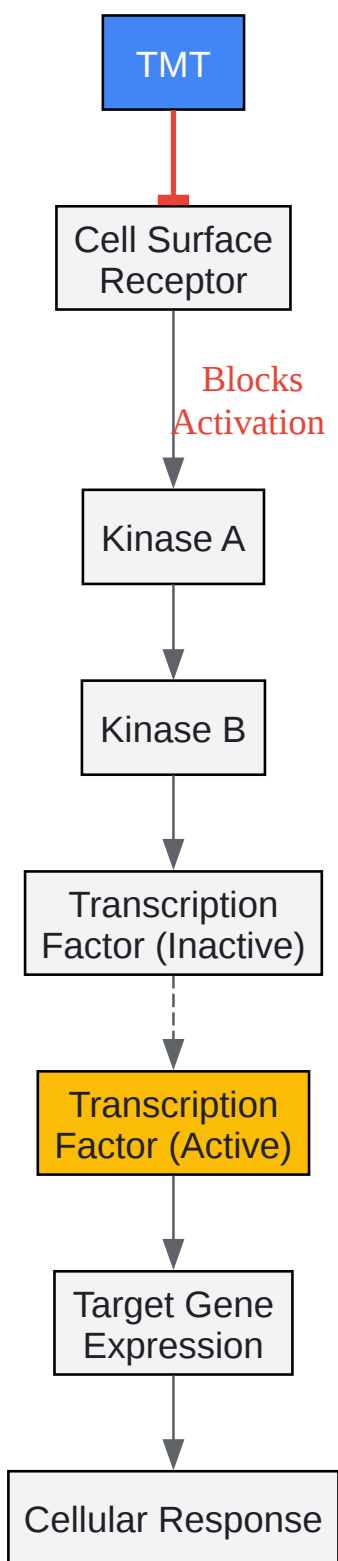 TMT
Cell Surface
Receptor
Blocks
Activation
Kinase A
Kinase B
Transcription
Factor (Inactive)
Transcription
Factor (Active)
Target Gene
Expression
Cellular Response